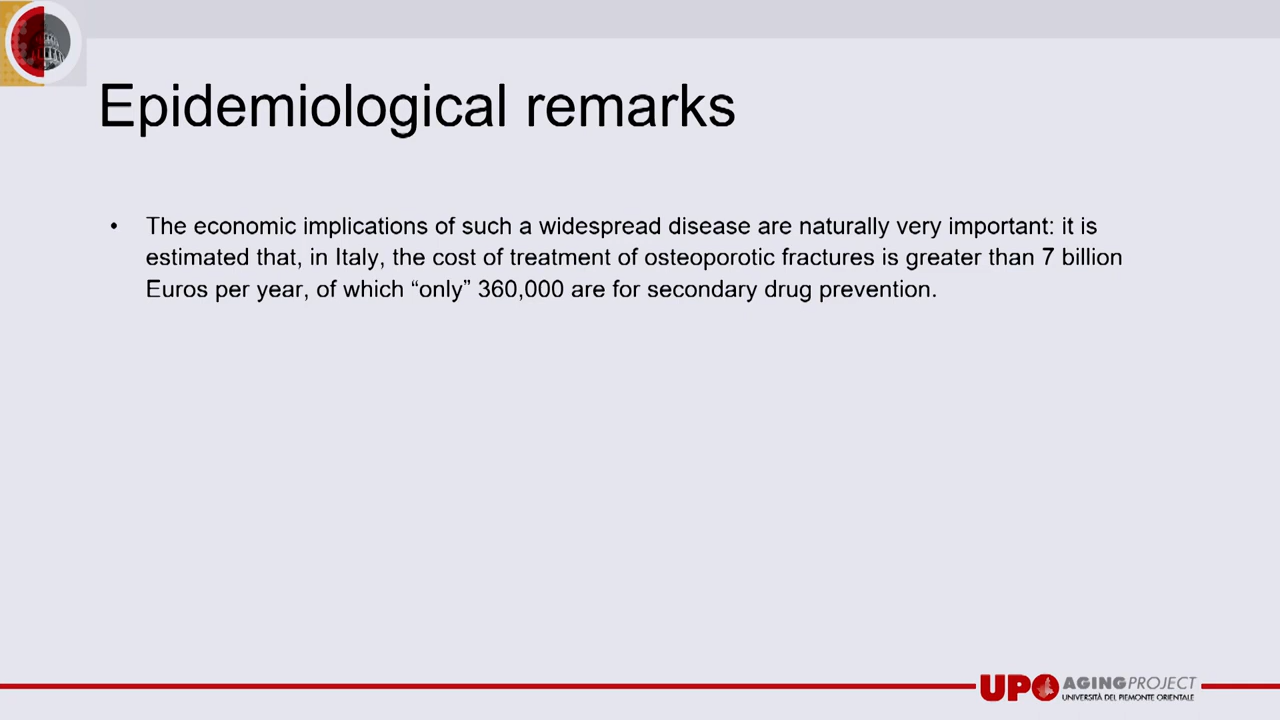 Epidemiological remarks
• The economic implications of such a widespread disease are naturally very important: it is
estimated that, in Italy, the cost of treatment of osteoporotic fractures is greater than 7 billion
Euros per year, of which “only” 360,000 are for secondary drug prevention.
UPO AGINGPROJECT
UNIVERSITÀ DEL PIEMONTE ORIENTALE